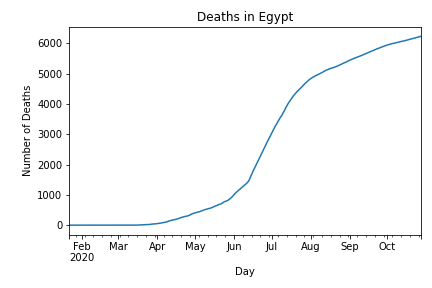 Deaths in Egypt
Number of Deaths
6000
5000
4000
3000
2000
1000
0
Feb Mar Apr May Jun Jul Aug Sep Oct
2020
Day